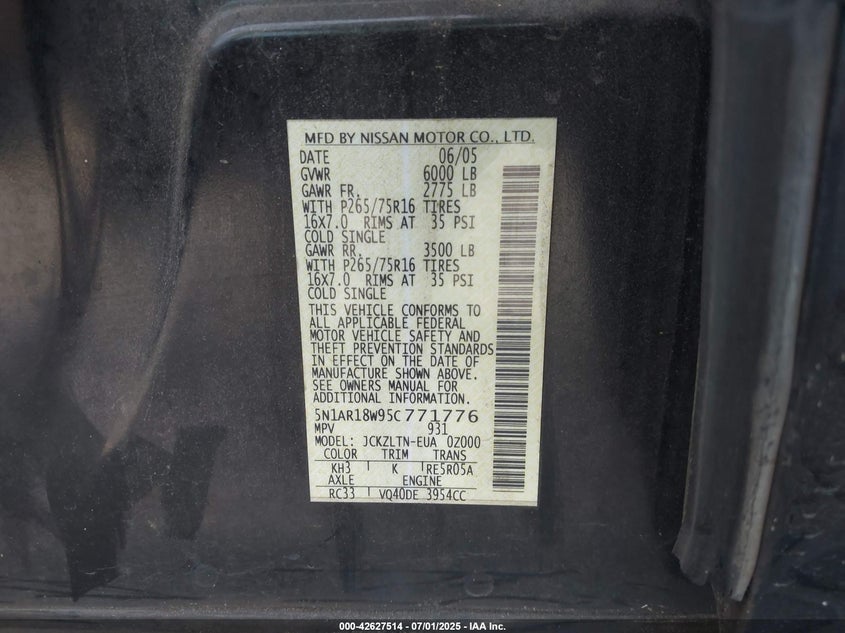 MFD BY NISSAN MOTOR CO., LTD.
DATE 06/05
GVWR 6000 LB
GAWR FR. 2775 LB
WITH P265/75R16 TIRES
16X7.0 RIMS AT 35 PSI
COLD SINGLE
GAWR RR. 3500 LB
WITH P265/75R16 TIRES
16X7.0 RIMS AT 35 PSI
COLD SINGLE
THIS VEHICLE CONFORMS TO
ALL APPLICABLE FEDERAL
MOTOR VEHICLE SAFETY AND
THEFT PREVENTION STANDARDS
IN EFFECT ON THE DATE OF
MANUFACTURE SHOWN ABOVE.
SEE OWNERS MANUAL FOR
ADDITIONAL INFORMATION.
5N1AR18W95C771776
MPV 931
MODEL: JCKZLTN-EUA 0Z000
COLOR TRIM TRANS
KH3 K RE5R05A
AXLE ENGINE
RC33 VQ40DE 3954CC
000-42627514 - 07/01/2025 - IAA Inc.